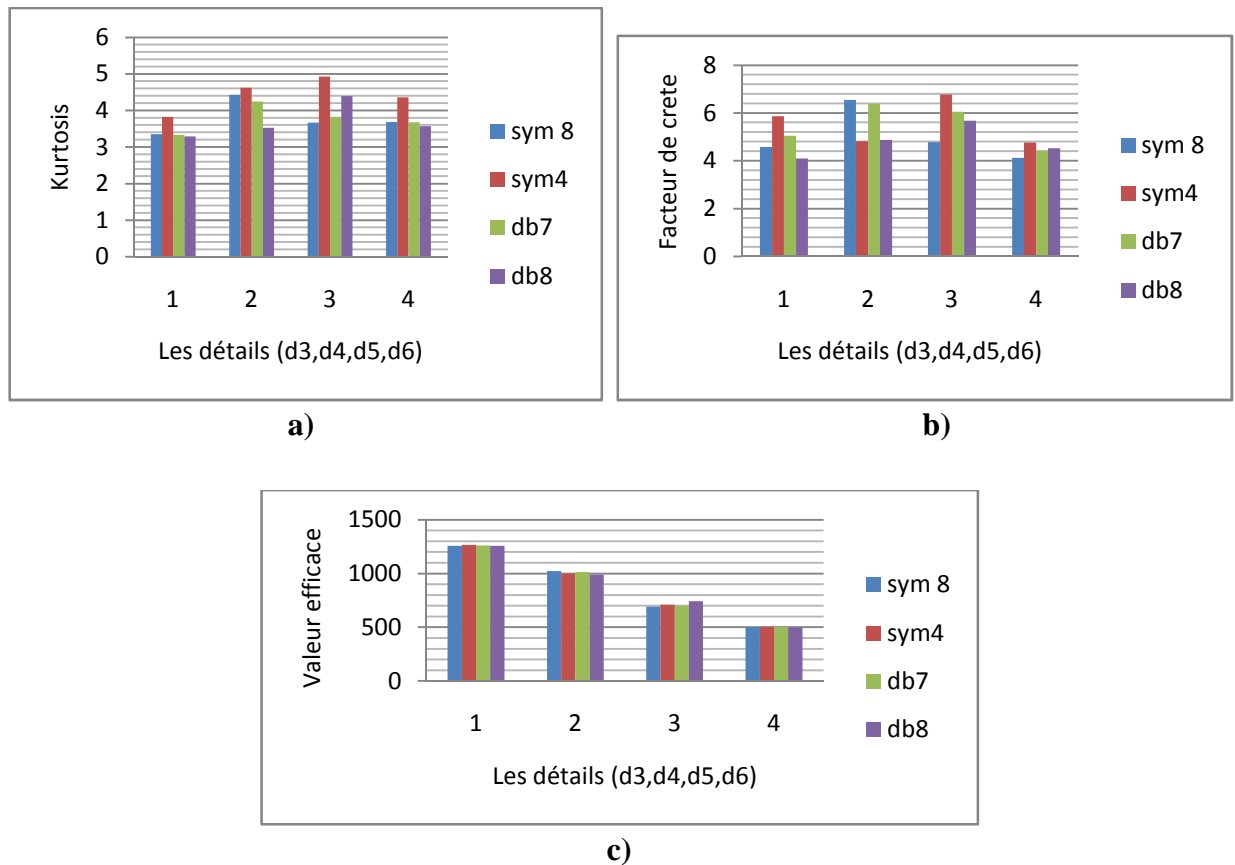 Kurtosis
6
5
4
3
2
1
0
1 2 3 4
Les détails (d3,d4,d5,d6)
sym 8
sym4
db7
db8
a)
Facteur de crete
8
6
4
2
0
1 2 3 4
Les détails (d3,d4,d5,d6)
sym 8
sym4
db7
db8
b)
Valeur efficace
1500
1000
500
0
1 2 3 4
Les détails (d3,d4,d5,d6)
sym 8
sym4
db7
db8
c)